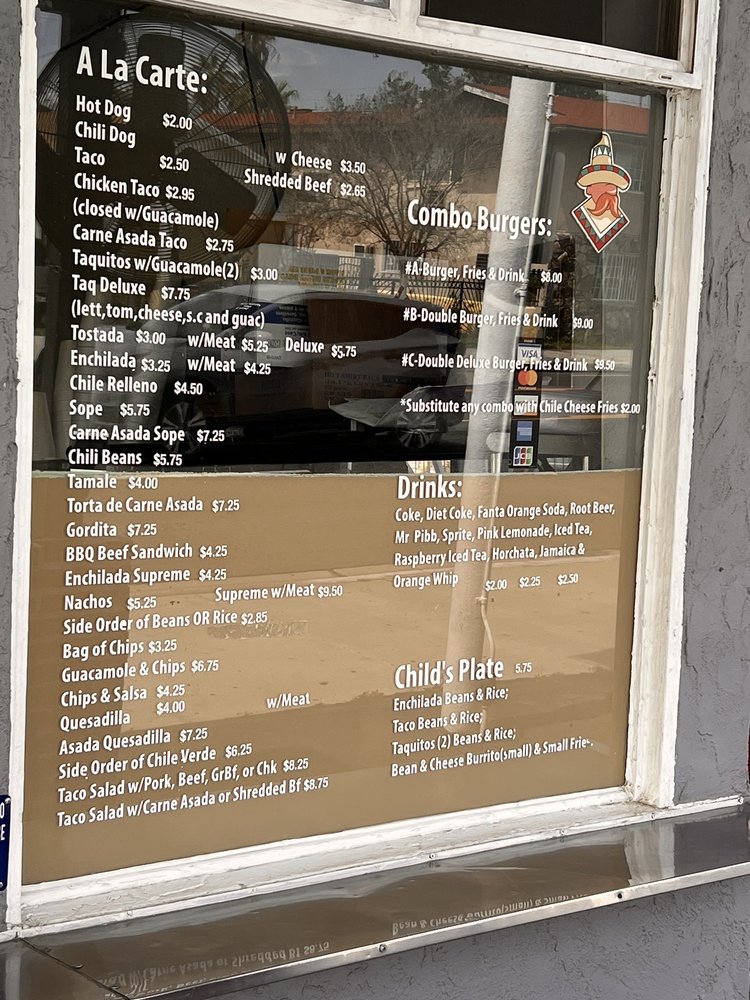 A La Carte:
Hot Dog $2.00
Chili Dog w Cheese $3.50
Taco $2.50 Shredded Beef $2.65
Chicken Taco $2.95
(closed w/Guacamole)
Carne Asada Taco $2.75
Taquitos w/Guacamole(2) $3.00
Taq Deluxe $7.75
(lett,tom,cheese,s.c and guac)
Tostada $3.00 w/Meat $5.25 Deluxe $5.75
Enchilada $3.25 w/Meat $4.25
Chile Relleno $4.50
Sope $5.75
Carne Asada Sope $7.25
Chili Beans $5.75
Tamale $4.00
Torta de Carne Asada $7.25
Gordita $7.25
BBQ Beef Sandwich $4.25
Enchilada Supreme $4.25
Nachos $5.25 Supreme w/Meat $9.50
Side Order of Beans OR Rice $2.85
Bag of Chips $3.25
Guacamole & Chips $6.75
Chips & Salsa $4.25
Quesadilla $4.00 w/Meat
Asada Quesadilla $7.25
Side Order of Chile Verde $6.25
Taco Salad w/Pork, Beef, GrBf, or Chk $8.25
Taco Salad w/Carne Asada or Shredded Bf $8.75
Combo Burgers:
#A-Burger, Fries & Drink $8.00
#B-Double Burger, Fries & Drink $9.00
#C-Double Deluxe Burger, Fries & Drink $9.50
VISA
*Substitute any combo with Chile Cheese Fries $2.00
JCB
Drinks:
Coke, Diet Coke, Fanta Orange Soda, Root Beer,
Mr Pibb, Sprite, Pink Lemonade, Iced Tea,
Raspberry Iced Tea, Horchata, Jamaica &
Orange Whip $2.00 $2.25 $2.50
Child's Plate 5.75
Enchilada Beans & Rice;
Taco Beans & Rice;
Taquitos (2) Beans & Rice;
Bean & Cheese Burrito(small) & Small Fries.